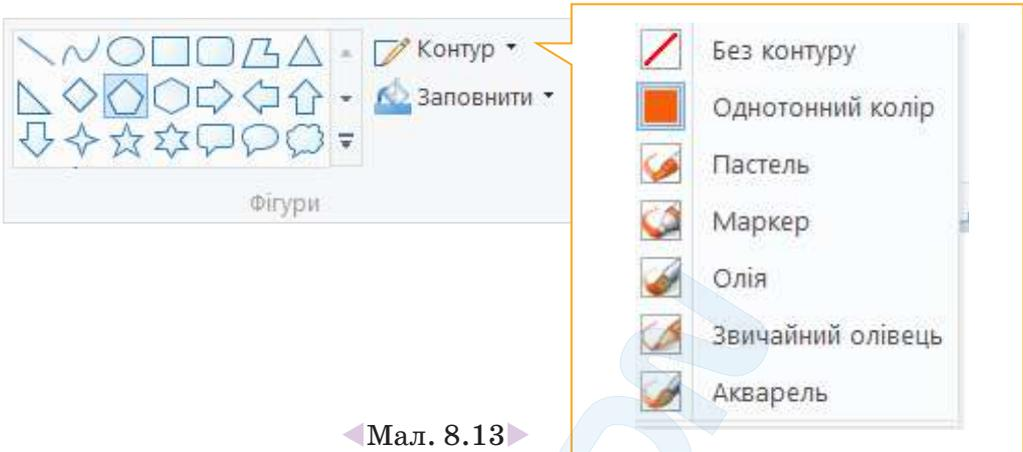 Контур
Заповнити
Фігури
Без контуру
Однотонний колір
Пастель
Маркер
Олія
Звичайний олівець
Акварель
Мал. 8.13